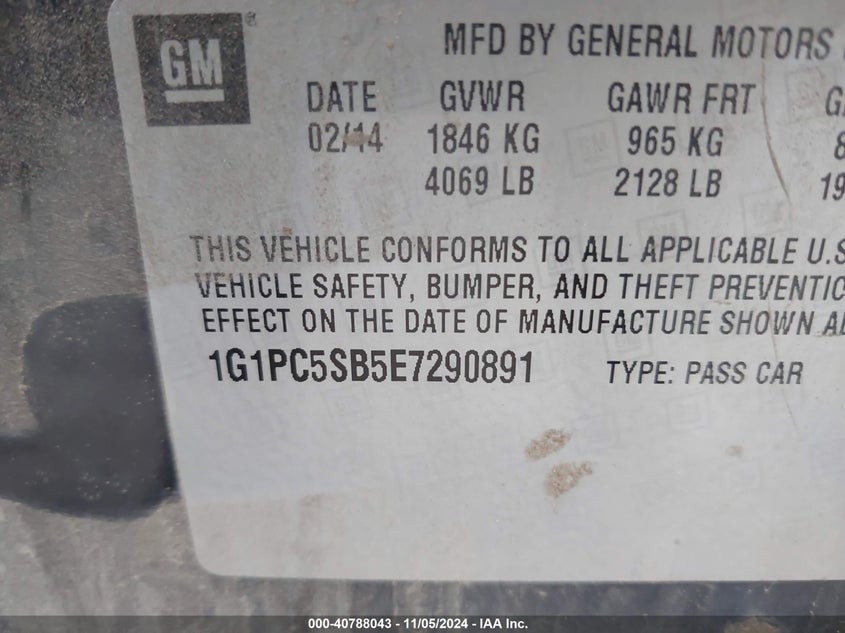 GM
MFD BY GENERAL MOTORS
DATE GVWR GAWR FRT
02/14 1846 KG 965 KG
4069 LB 2128 LB 19
THIS VEHICLE CONFORMS TO ALL APPLICABLE U.S
VEHICLE SAFETY, BUMPER, AND THEFT PREVENTIO
EFFECT ON THE DATE OF MANUFACTURE SHOWN
1G1PC5SB5E7290891 TYPE: PASS CAR
000-40788043 - 11/05/2024 - IAA Inc.